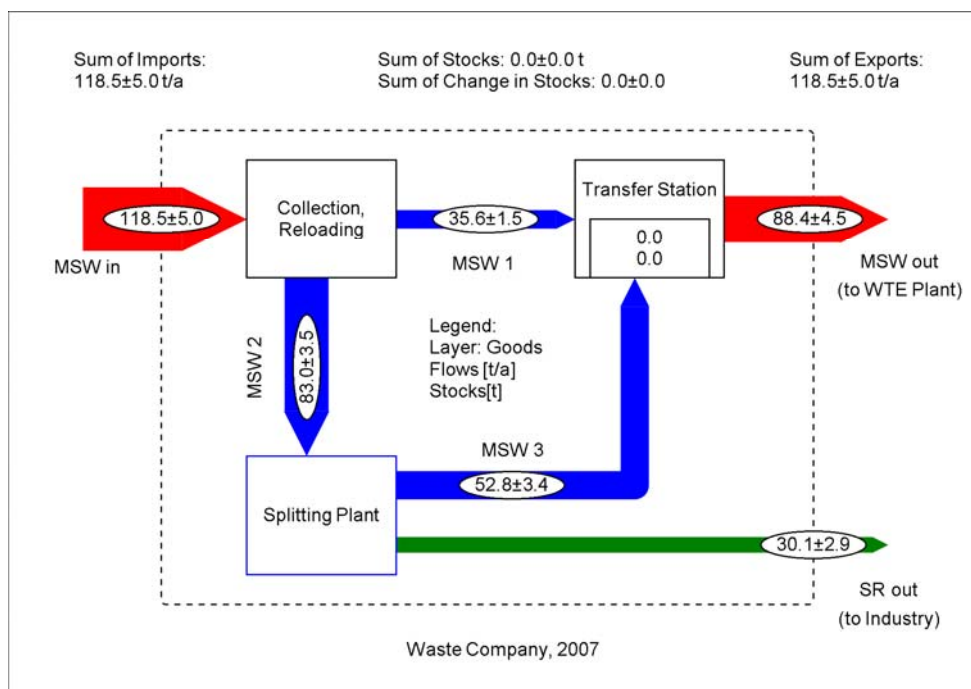 Sum of Imports:
118.5±5.0 t/a
Sum of Stocks: 0.0±0.0 t
Sum of Change in Stocks: 0.0±0.0
Sum of Exports:
118.5±5.0 t/a
118.5±5.0
MSW in
Collection,
Reloading
35.6±1.5
MSW 1
Transfer Station
0.0
0.0
88.4±4.5
MSW out
(to WTE Plant)
MSW 2
83.0±3.5
Legend:
Layer: Goods
Flows [t/a]
Stocks[t]
MSW 3
52.8±3.4
Splitting Plant
30.1±2.9
SR out
(to Industry)
Waste Company, 2007